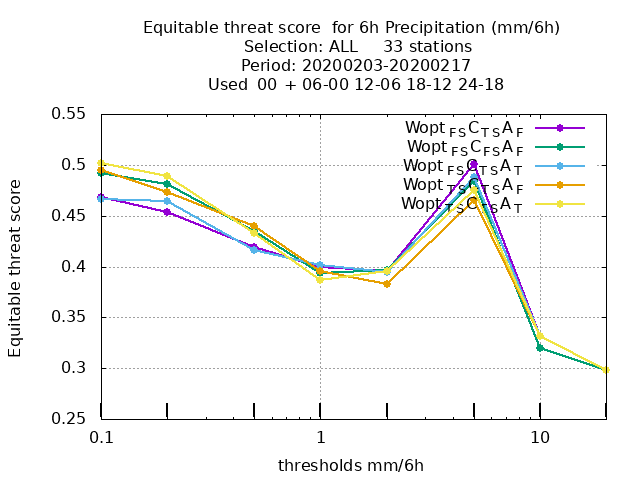 Equitable threat score for 6h Precipitation (mm/6h)
Selection: ALL 33 stations
Period: 20200203-20200217
Used 00 + 06-00 12-06 18-12 24-18
0.55
0.5
0.45
0.4
0.35
0.3
0.25
0.1 1 10
Equitable threat score
thresholds mm/6h
Wopt FS C TS A F
Wopt FS C FS A F
Wopt FS C TS A T
Wopt TS C TS A F
Wopt TS C FS A T